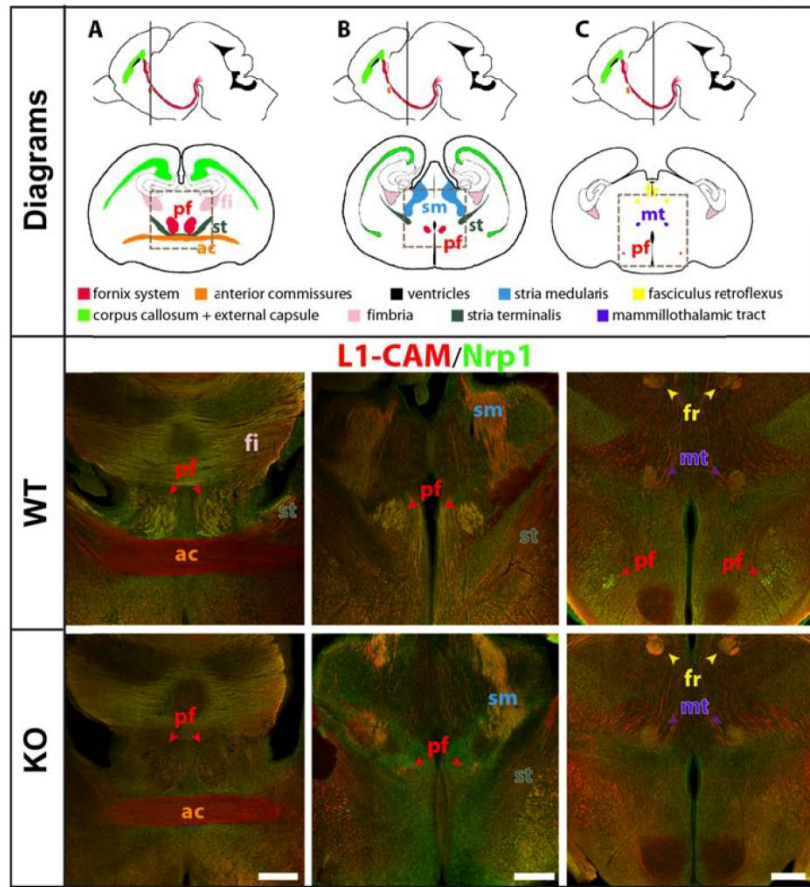 Diagrams
A
B
C
pf
fi
st
ac
sm
st
pf
fr
mt
pf
fornix system
anterior commissures
ventricles
stria medularis
fasciculus retroflexus
corpus callosum + external capsule
fimbria
stria terminalis
mammillothalamic tract
L1-CAM/Nrp1
WT
fi
pf
st
ac
sm
pf
st
fr
mt
pf
pf
KO
pf
ac
sm
pf
st
fr
mt